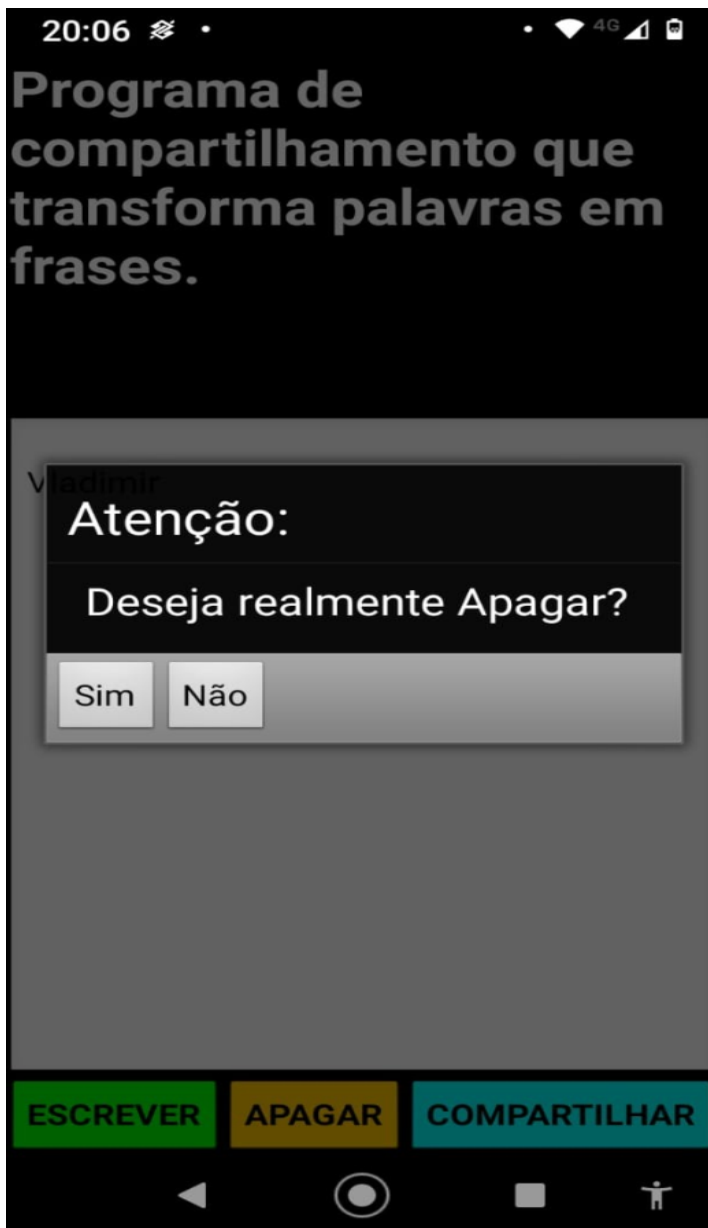 20:06
4G
Programa de
compartilhamento que
transforma palavras em
frases.
Vladimir
Atenção:
Deseja realmente Apagar?
Sim Não
ESCREVER APAGAR COMPARTILHAR